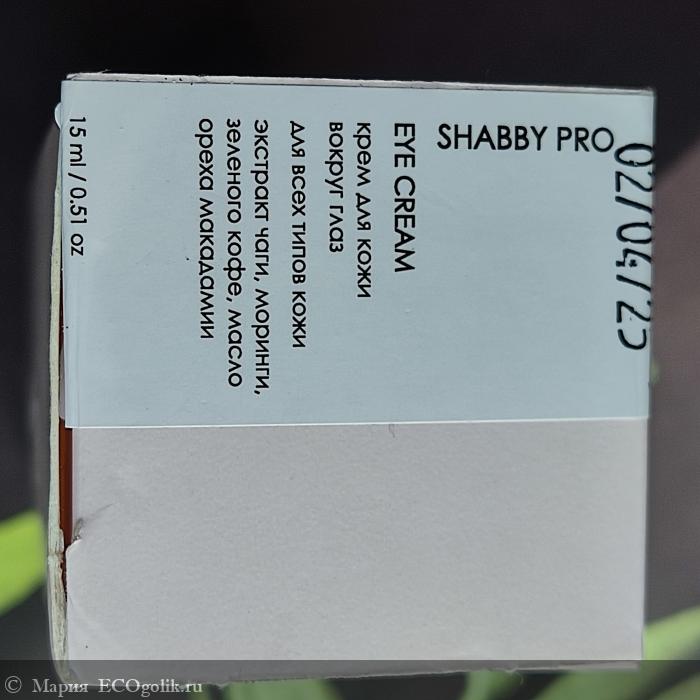 02/04/25
SHABBY PRO
EYE CREAM
крем для кожи
вокруг глаз
для всех типов кожи
экстракт чаги, моринги,
зеленого кофе, масло
ореха макадамии
15 ml / 0.51 oz
© Мария ECOgolik.ru